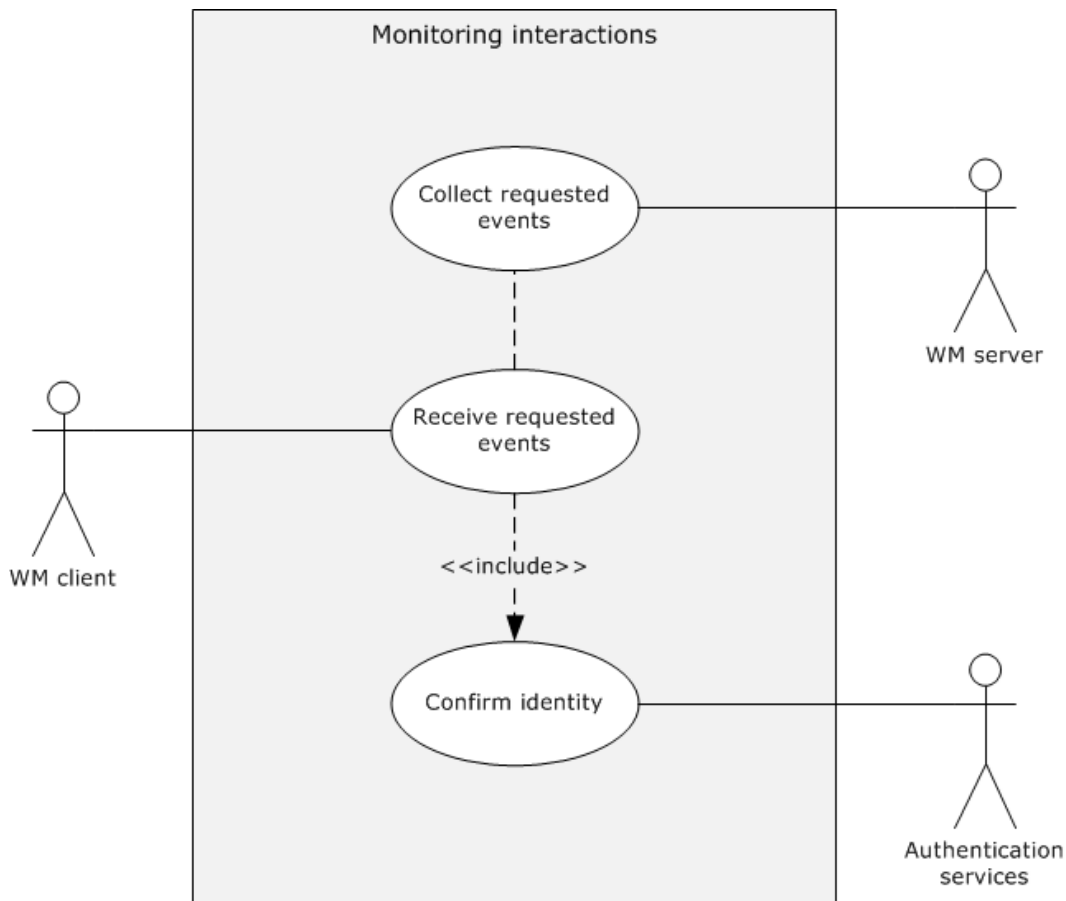 Monitoring interactions
Collect requested
events
WM server
Receive requested
events
WM client
<<include>>
Confirm identity
Authentication
services